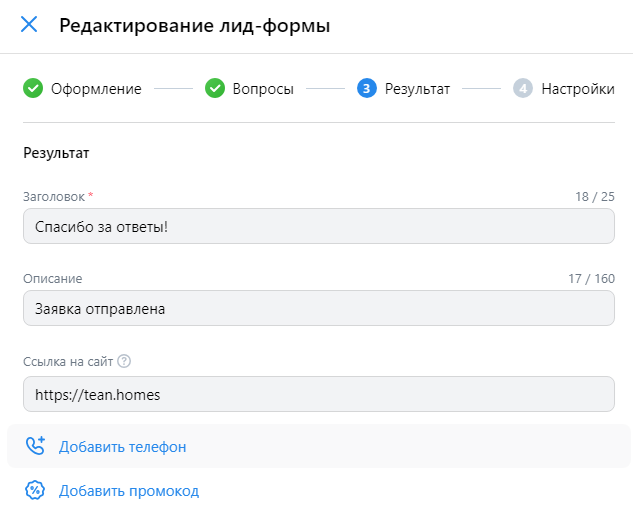 Редактирование лид-формы
Оформление
Вопросы
3 Результат
4 Настройки
Результат
Заголовок * 18 / 25
Спасибо за ответы!
Описание 17 / 160
Заявка отправлена
Ссылка на сайт ?
https://tean.homes
Добавить телефон
% Добавить промокод